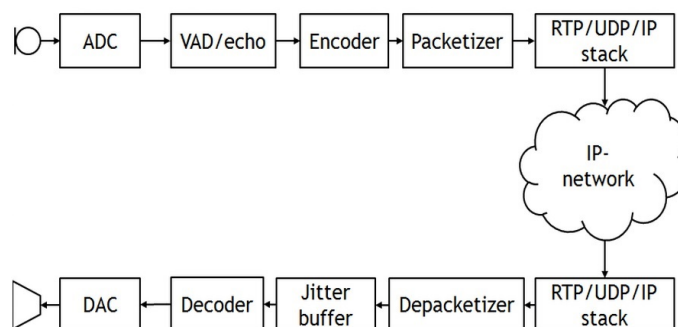 ADC
VAD/echo
Encoder
Packetizer
RTP/UDP/IP
stack
IP-
network
DAC
Decoder
Jitter
buffer
Depacketizer
RTP/UDP/IP
stack